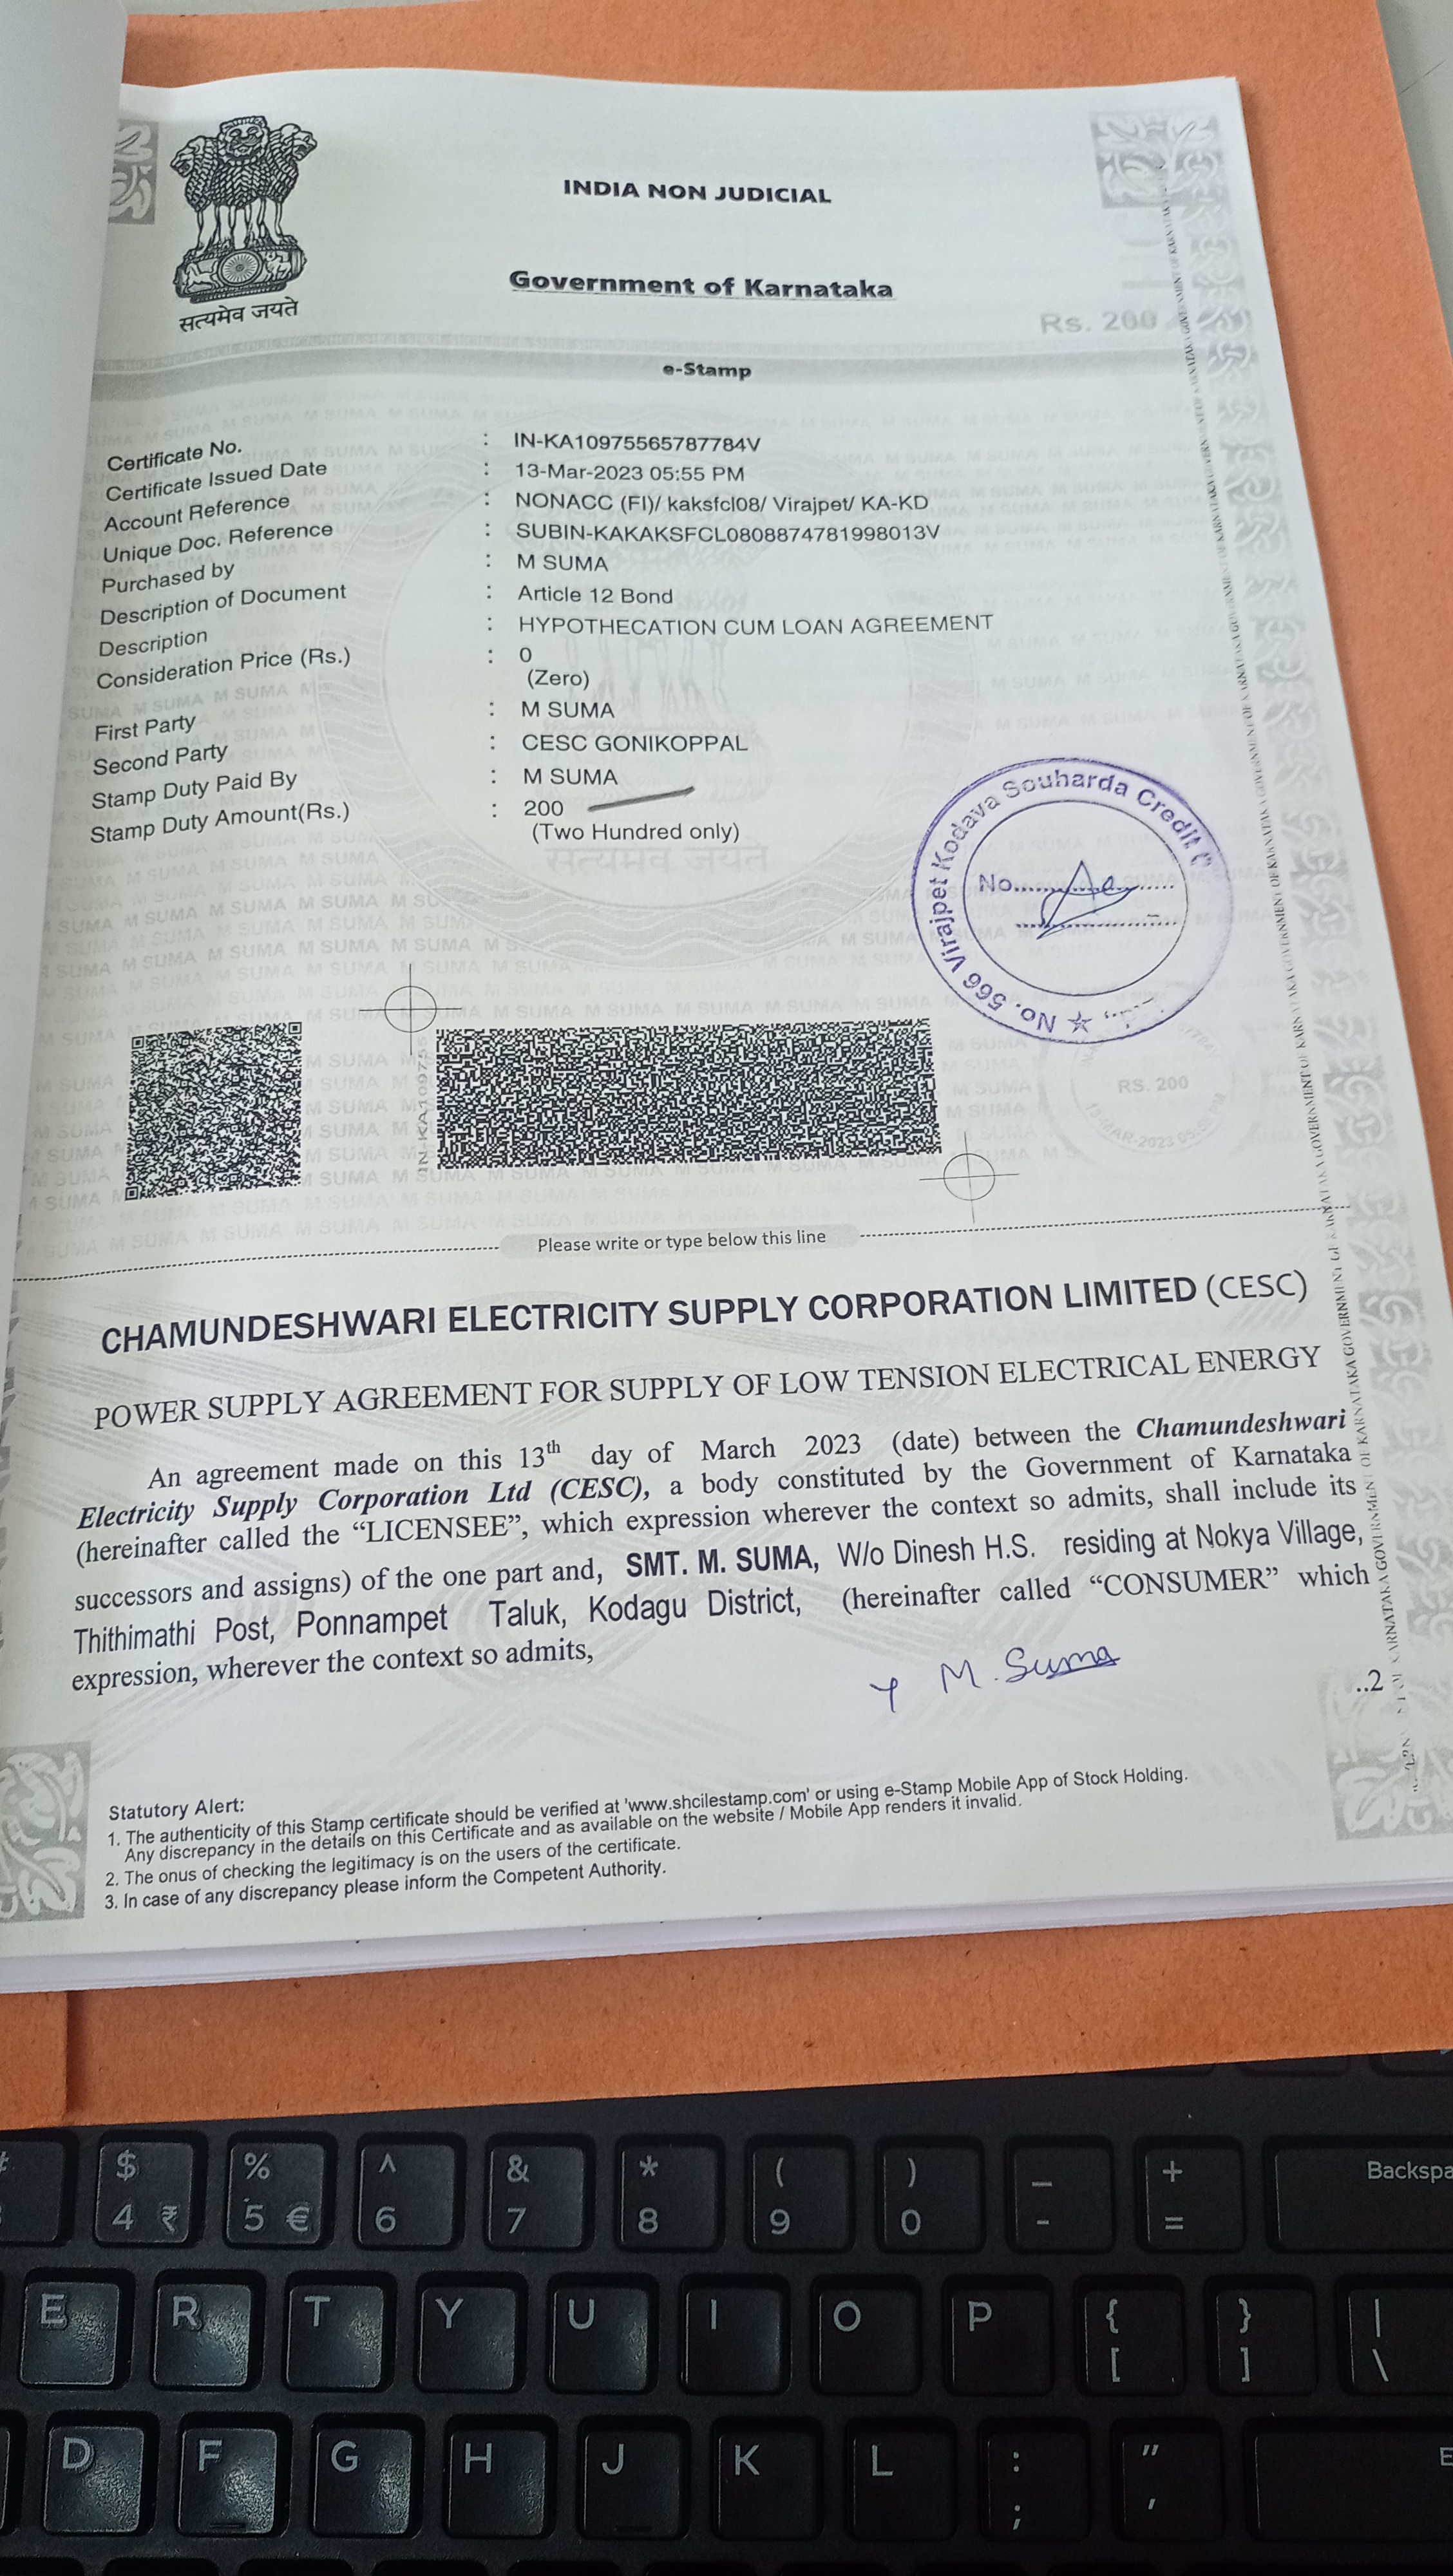 INDIA NON JUDICIAL
Government of Karnataka
सत्यमेव जयते
Rs. 200
e-Stamp
Certificate No. : IN-KA10975565787784V
Certificate Issued Date : 13-Mar-2023 05:55 PM
Account Reference : NONACC (FI)/ kaksfcl08/ Virajpet/ KA-KD
Unique Doc. Reference : SUBIN-KAKAKSFCL0808874781998013V
Purchased by : M SUMA
Description of Document : Article 12 Bond
Description : HYPOTHECATION CUM LOAN AGREEMENT
Consideration Price (Rs.) : 0
(Zero)
First Party : M SUMA
Second Party : CESC GONIKOPPAL
Stamp Duty Paid By : M SUMA
Stamp Duty Amount(Rs.) : 200
(Two Hundred only)
सत्यमेव जयते
No. 566 Virajpet Kodava Souharda Credit
No.
RS. 200
Please write or type below this line
CHAMUNDESHWARI ELECTRICITY SUPPLY CORPORATION LIMITED (CESC)
POWER SUPPLY AGREEMENT FOR SUPPLY OF LOW TENSION ELECTRICAL ENERGY
An agreement made on this 13th day of March 2023 (date) between the Chamundeshwari
Electricity Supply Corporation Ltd (CESC), a body constituted by the Government of Karnataka
(hereinafter called the “LICENSEE”, which expression wherever the context so admits, shall include its
successors and assigns) of the one part and, SMT. M. SUMA, W/o Dinesh H.S. residing at Nokya Village,
Thithimathi Post, Ponnampet Taluk, Kodagu District, (hereinafter called “CONSUMER” which
expression, wherever the context so admits,
M. Suma
..2
Statutory Alert:
1. The authenticity of this Stamp certificate should be verified at 'www.shcilestamp.com' or using e-Stamp Mobile App of Stock Holding.
Any discrepancy in the details on this Certificate and as available on the website / Mobile App renders it invalid.
2. The onus of checking the legitimacy is on the users of the certificate.
3. In case of any discrepancy please inform the Competent Authority.
$ % ^ & * ( ) _ +
4 ₹ 5 € 6 7 8 9 0 - = Backspa
E R T Y U I O P { } |
[ ] \
D F G H J K L : "
; '